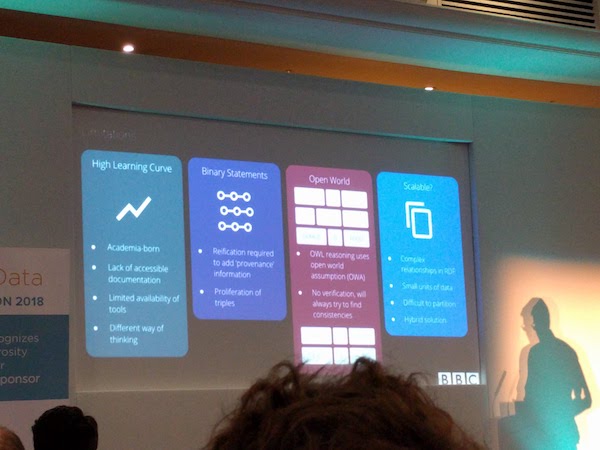 High Learning Curve
Academia-born
Lack of accessible
documentation
Limited availability of
tools
Different way of
thinking
Binary Statements
Reification required
to add 'provenance'
information
Proliferation of
triples
Open World
OWL reasoning uses
open world
assumption (OWA)
No verification, will
always try to find
consistencies
Scalable?
Complex
relationships in RDF
Small units of data
Difficult to partition
Hybrid solution
BBC
Data
ON 2018
ognizes
rosity
r
ponsor